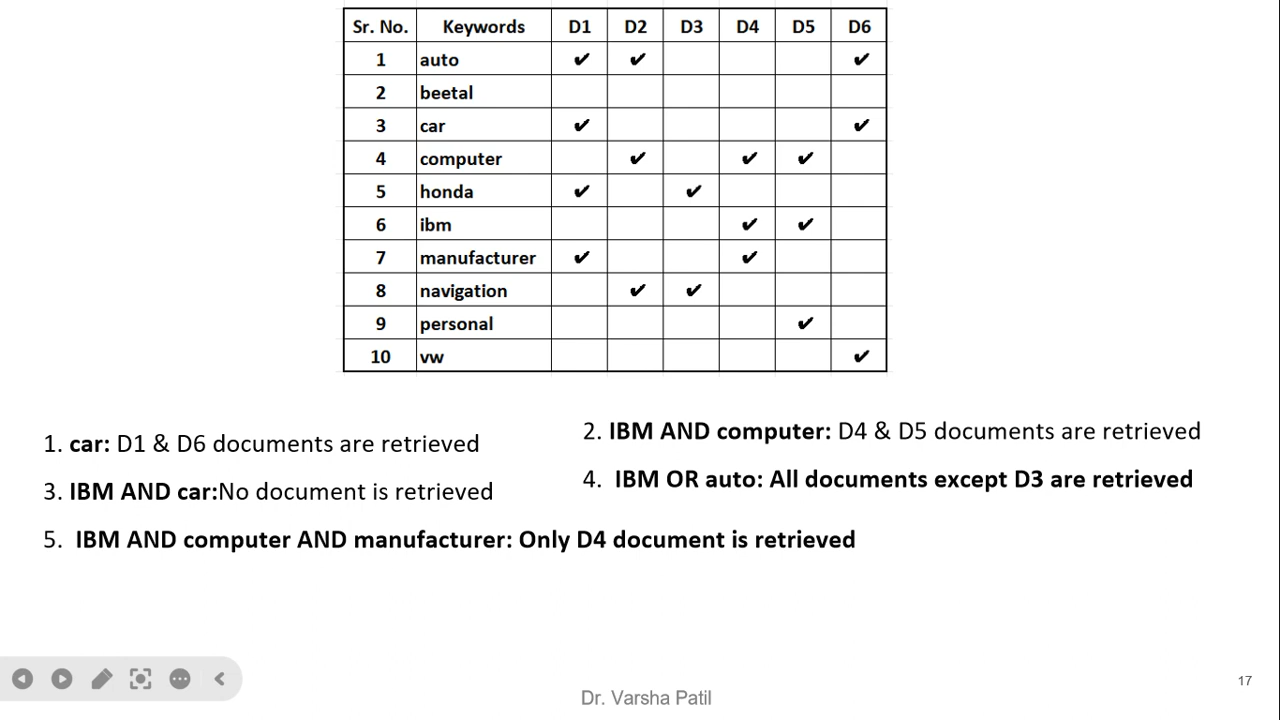 Sr. No. Keywords D1 D2 D3 D4 D5 D6
1 auto ✔ ✔ ✔
2 beetal
3 car ✔ ✔
4 computer ✔ ✔ ✔
5 honda ✔ ✔
6 ibm ✔ ✔
7 manufacturer ✔ ✔
8 navigation ✔ ✔
9 personal ✔
10 vw ✔
1. car: D1 & D6 documents are retrieved
2. IBM AND computer: D4 & D5 documents are retrieved
3. IBM AND car:No document is retrieved
4. IBM OR auto: All documents except D3 are retrieved
5. IBM AND computer AND manufacturer: Only D4 document is retrieved
17
Dr. Varsha Patil